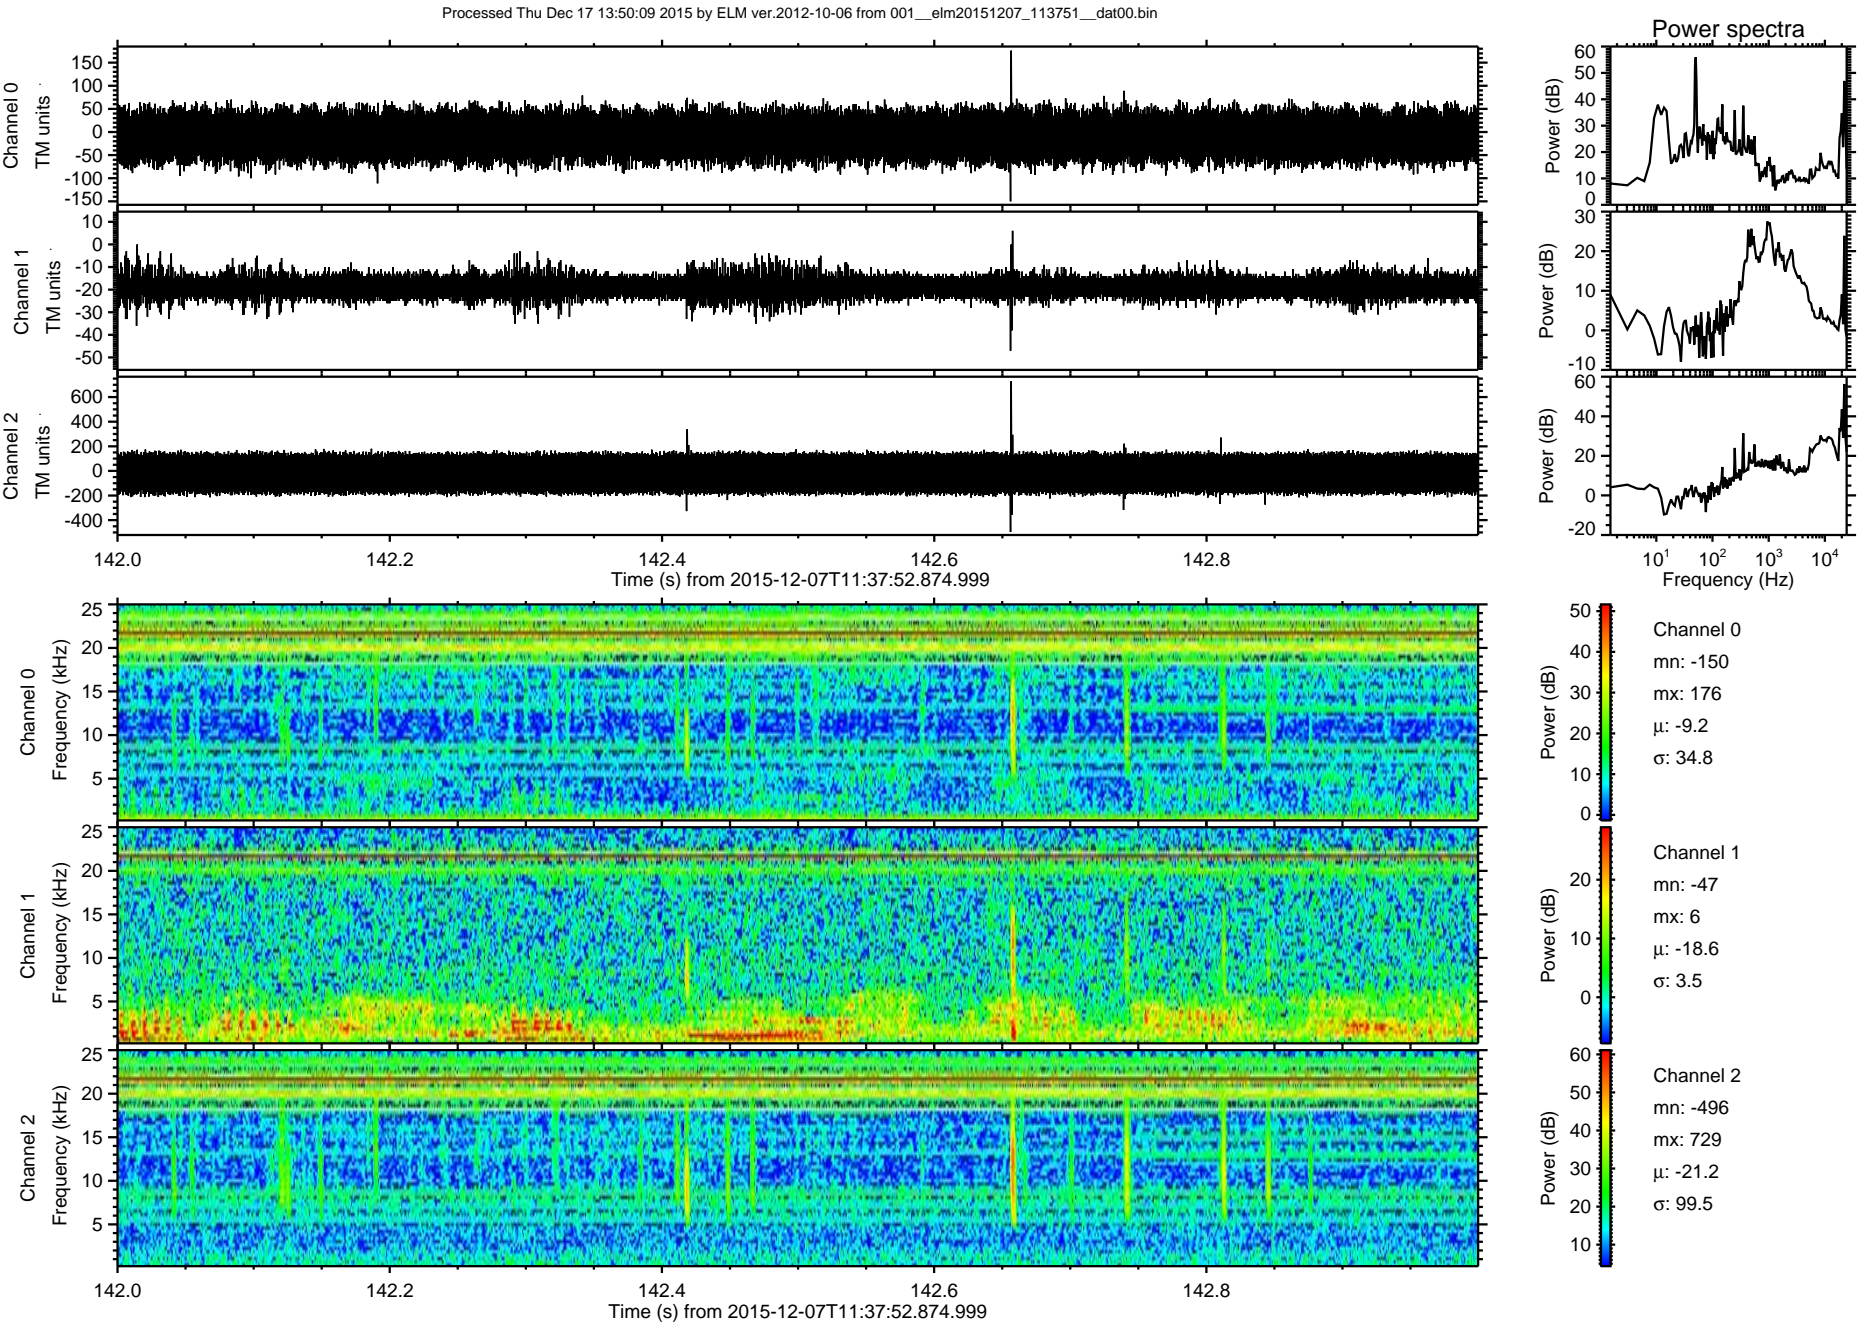 Processed Thu Dec 17 13:50:09 2015 by ELM ver.2012-10-06 from 001__elm20151207_113751__dat00.bin
Power spectra
Channel 0
TM units
150
100
50
0
-50
-100
-150
Power (dB)
60
50
40
30
20
10
0
Channel 1
TM units
10
0
-10
-20
-30
-40
-50
Power (dB)
30
20
10
0
-10
Channel 2
TM units
600
400
200
0
-200
-400
Power (dB)
60
40
20
0
-20
142.0 142.2 142.4 142.6 142.8
Time (s) from 2015-12-07T11:37:52.874.999
10^1 10^2 10^3 10^4
Frequency (Hz)
Channel 0
Frequency (kHz)
25
20
15
10
5
Power (dB)
50
40
30
20
10
0
Channel 0
mn: -150
mx: 176
μ: -9.2
σ: 34.8
Channel 1
Frequency (kHz)
25
20
15
10
5
Power (dB)
20
10
0
Channel 1
mn: -47
mx: 6
μ: -18.6
σ: 3.5
Channel 2
Frequency (kHz)
25
20
15
10
5
Power (dB)
60
50
40
30
20
10
Channel 2
mn: -496
mx: 729
μ: -21.2
σ: 99.5
142.0 142.2 142.4 142.6 142.8
Time (s) from 2015-12-07T11:37:52.874.999